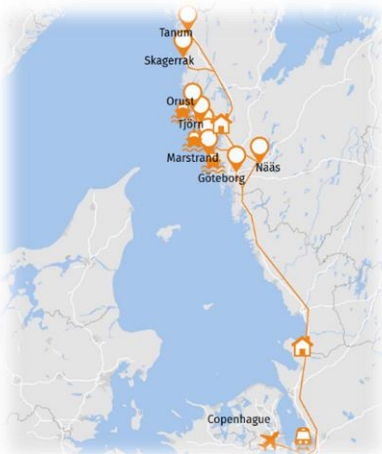 Tanum
Skagerrak
Orust
Tjörn
Marstrand
Nääs
Göteborg
Copenhague